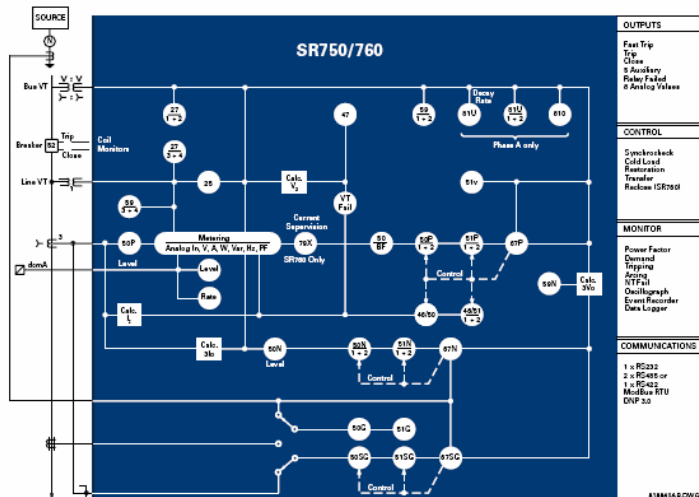 SOURCE
N
SR750/760
Bus VT
V V
27
1 + 2
47
59
1 + 2
Decay
Rate
81U
81U
1 + 2
810
Phase A only
Breaker
52
Trip
Close
Coil
Monitors
27
3 + 4
Line VT
25
Calc.
V2
51v
59
3 + 4
VT
Fail
Current
Supervision
3
50P
Level
Metering
Analog In, V, A, W, Var, Hz, PF
79X
SR760 Only
50
BF
50P
1 + 2
51P
1 + 2
67P
dcmA
Level
Rate
Control
59N
Calc.
3Vo
Calc.
I2
46/50
46/51
1 + 2
Calc.
3Io
50N
Level
50N
1 + 2
51N
1 + 2
67N
Control
50G
51G
50SG
51SG
67SG
Control
OUTPUTS
Fast Trip
Trip
Close
5 Auxiliary
Relay Failed
8 Analog Values
CONTROL
Synchrocheck
Cold Load
Restoration
Transfer
Reclose (SR760)
MONITOR
Power Factor
Demand
Tripping
Arcing
VT Fail
Oscillograph
Event Recorder
Data Logger
COMMUNICATIONS
1 x RS232
2 x RS485 or
1 x RS422
ModBus RTU
DNP 3.0